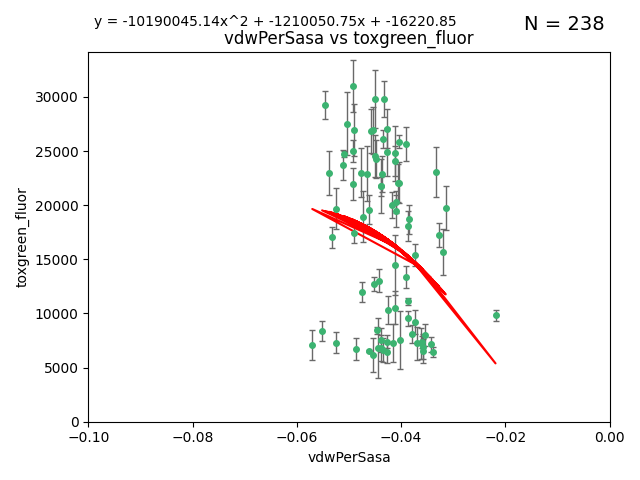 y = -10190045.14x^2 + -1210050.75x + -16220.85
N = 238
vdwPerSasa vs toxgreen_fluor
30000
25000
20000
15000
10000
5000
0
toxgreen_fluor
−0.10
−0.08
−0.06
−0.04
−0.02
0.00
vdwPerSasa